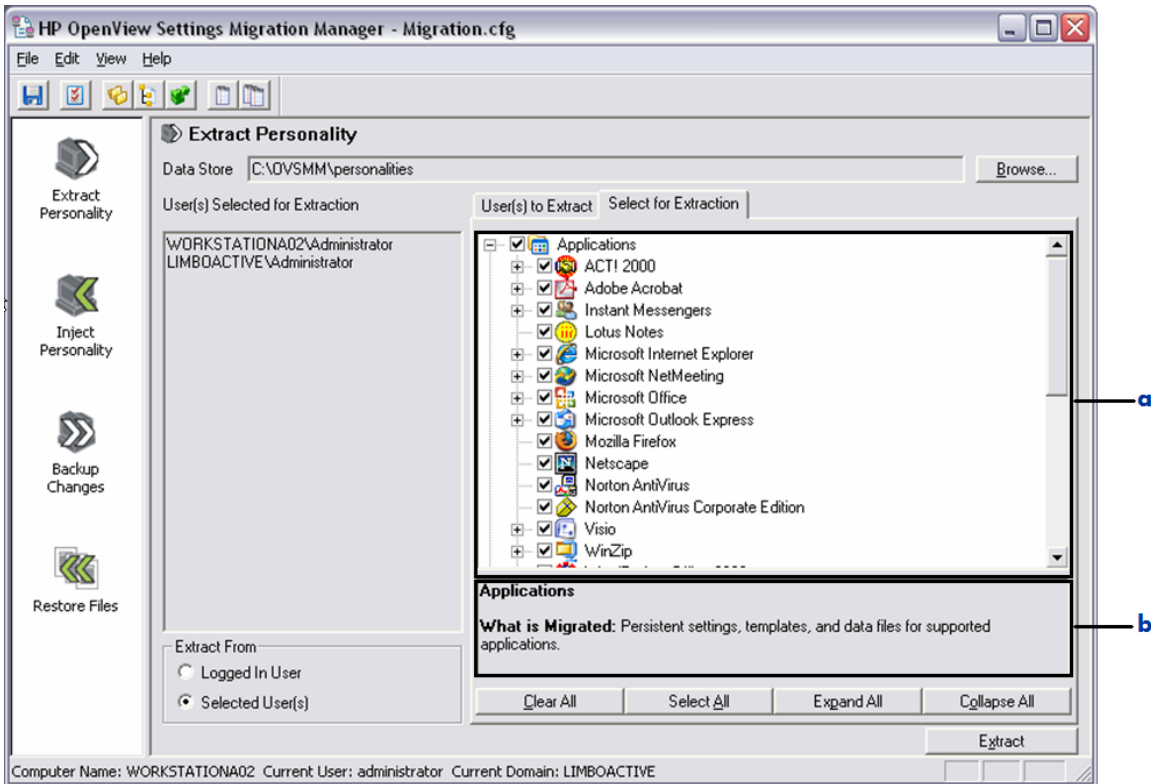 HP OpenView Settings Migration Manager - Migration.cfg
File Edit View Help
Extract Personality
Data Store C:\OVSMM\personalities Browse...
Extract
Personality
Inject
Personality
Backup
Changes
Restore Files
User(s) Selected for Extraction
WORKSTATIONA02\Administrator
LIMBOACTIVE\Administrator
Extract From
Logged In User
Selected User(s)
User(s) to Extract Select for Extraction
Applications
ACT! 2000
Adobe Acrobat
Instant Messengers
Lotus Notes
Microsoft Internet Explorer
Microsoft NetMeeting
Microsoft Office
Microsoft Outlook Express
Mozilla Firefox
Netscape
Norton AntiVirus
Norton AntiVirus Corporate Edition
Visio
WinZip
a
Applications
What is Migrated: Persistent settings, templates, and data files for supported
applications.
b
Clear All Select All Expand All Collapse All
Extract
Computer Name: WORKSTATIONA02 Current User: administrator Current Domain: LIMBOACTIVE